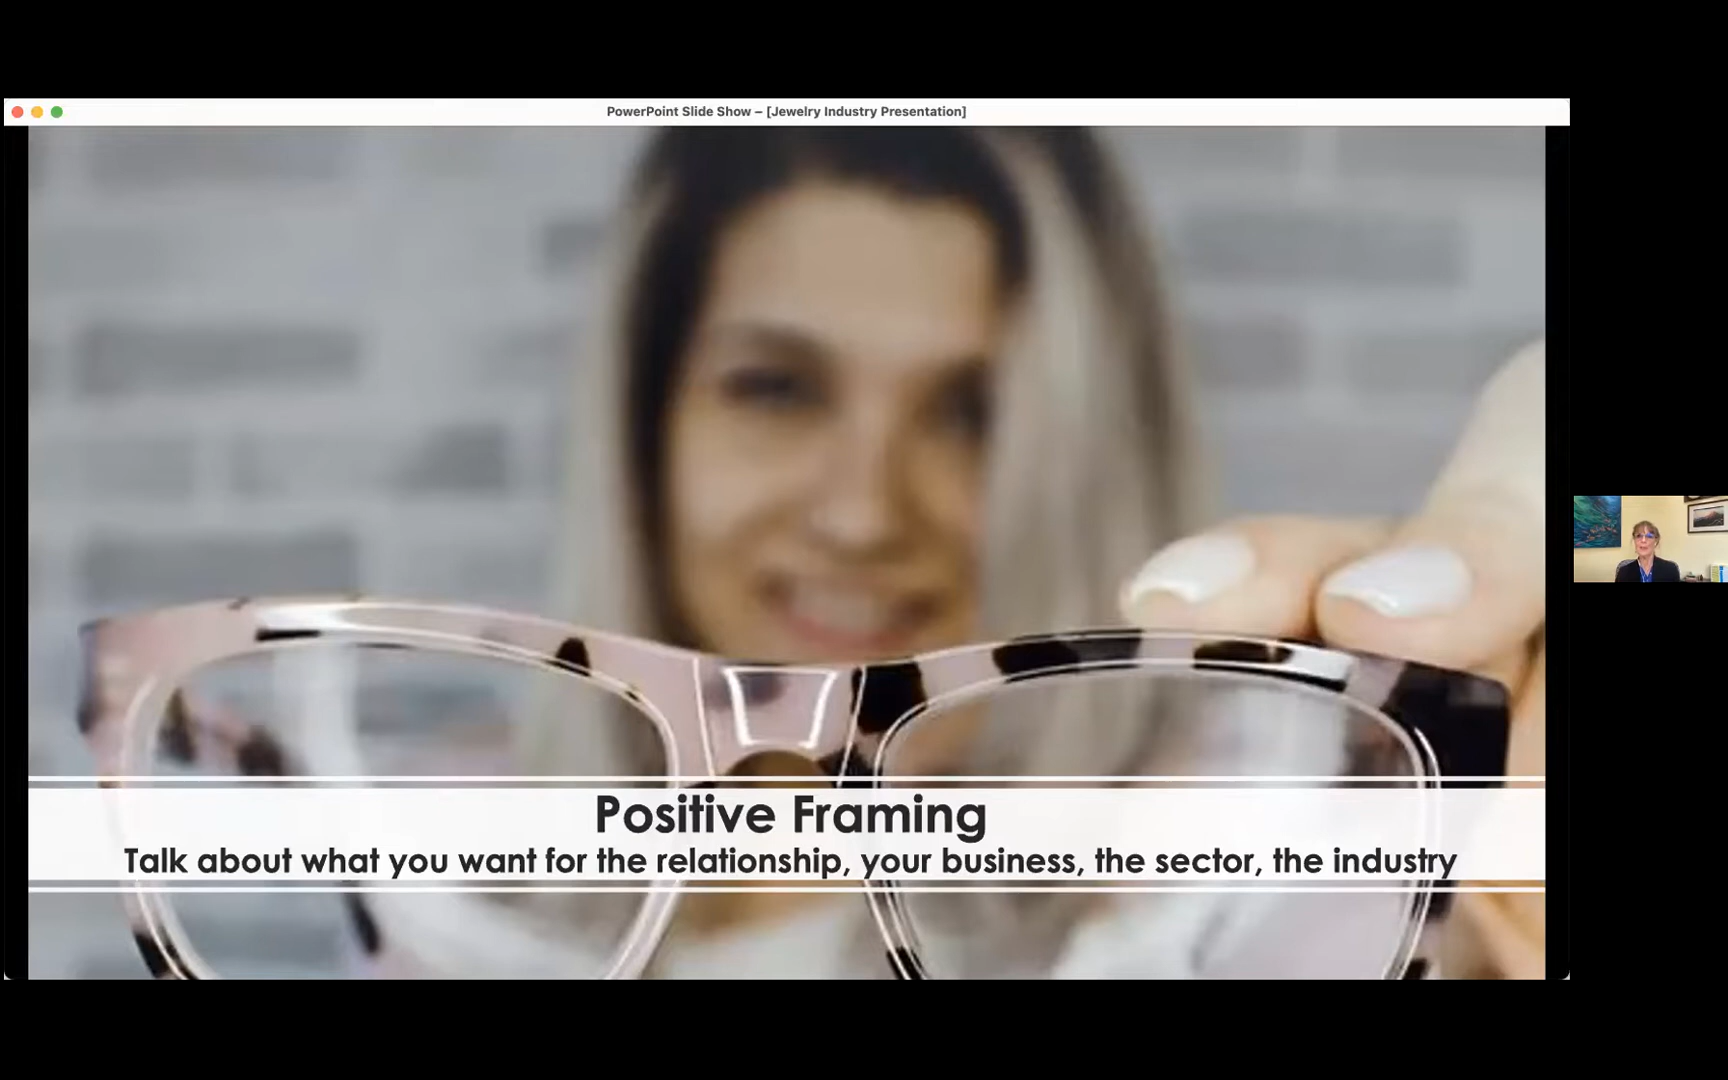 PowerPoint Slide Show – [Jewelry Industry Presentation]
Positive Framing
Talk about what you want for the relationship, your business, the sector, the industry